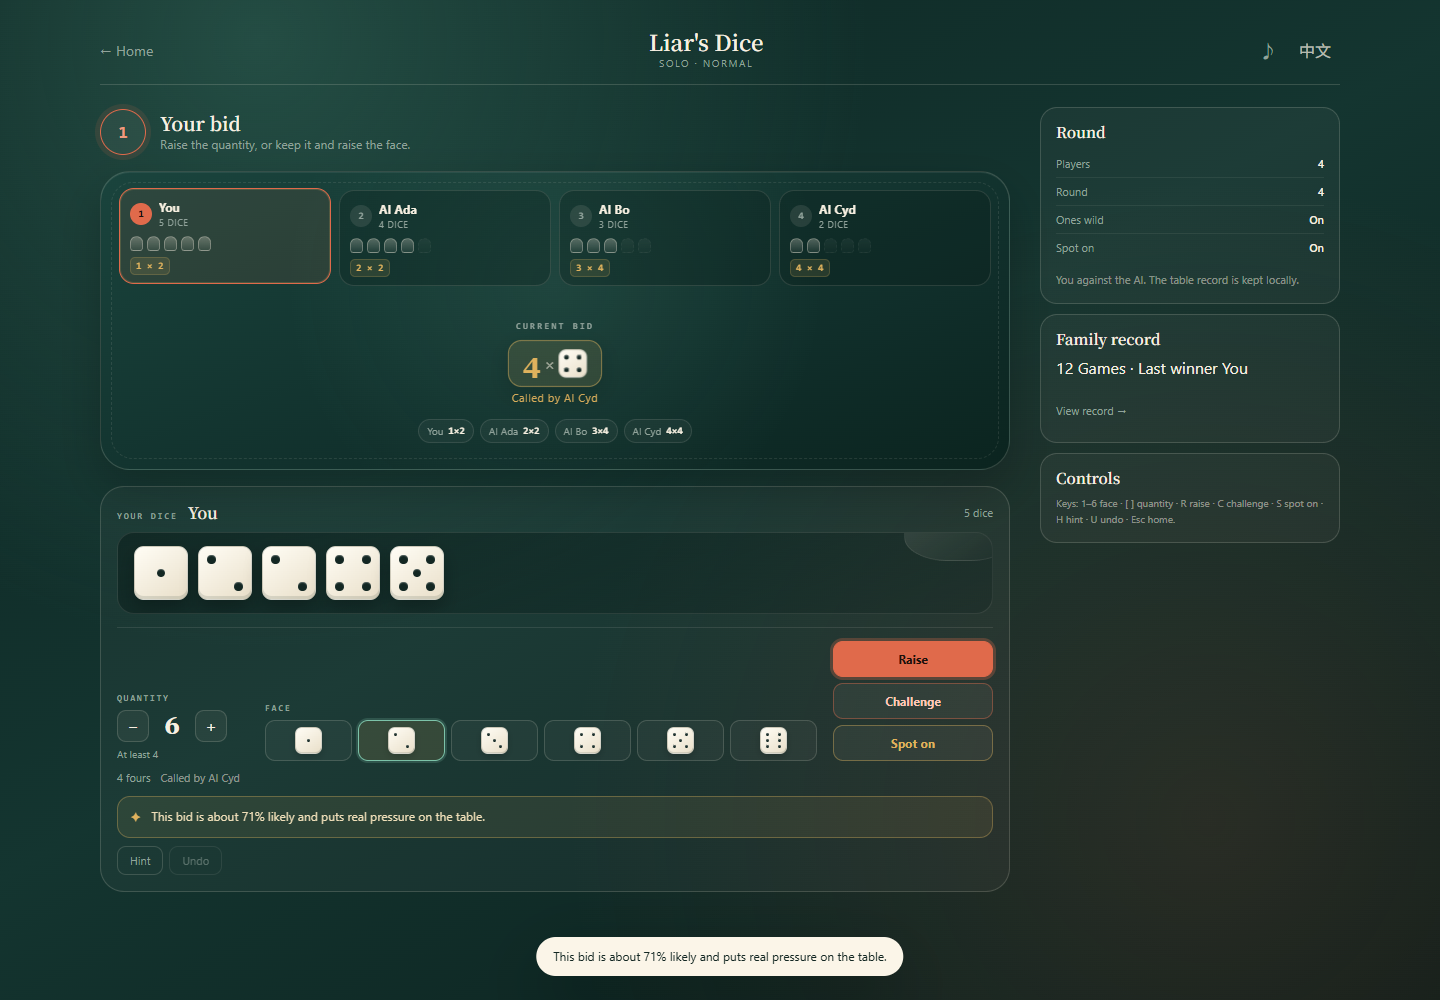 ← Home
Liar's Dice
SOLO · NORMAL
♪ 中文
1
Your bid
Raise the quantity, or keep it and raise the face.
1 You
5 DICE
1 × 2
2 AI Ada
4 DICE
2 × 2
3 AI Bo
3 DICE
3 × 4
4 AI Cyd
2 DICE
4 × 4
CURRENT BID
4 ×
Called by AI Cyd
You 1×2 AI Ada 2×2 AI Bo 3×4 AI Cyd 4×4
YOUR DICE You
5 dice
QUANTITY
− 6 +
At least 4
FACE
Raise
Challenge
Spot on
4 fours Called by AI Cyd
✦ This bid is about 71% likely and puts real pressure on the table.
Hint Undo
Round
Players 4
Round 4
Ones wild On
Spot on On
You against the AI. The table record is kept locally.
Family record
12 Games · Last winner You
View record →
Controls
Keys: 1–6 face · [ ] quantity · R raise · C challenge · S spot on ·
H hint · U undo · Esc home.
This bid is about 71% likely and puts real pressure on the table.